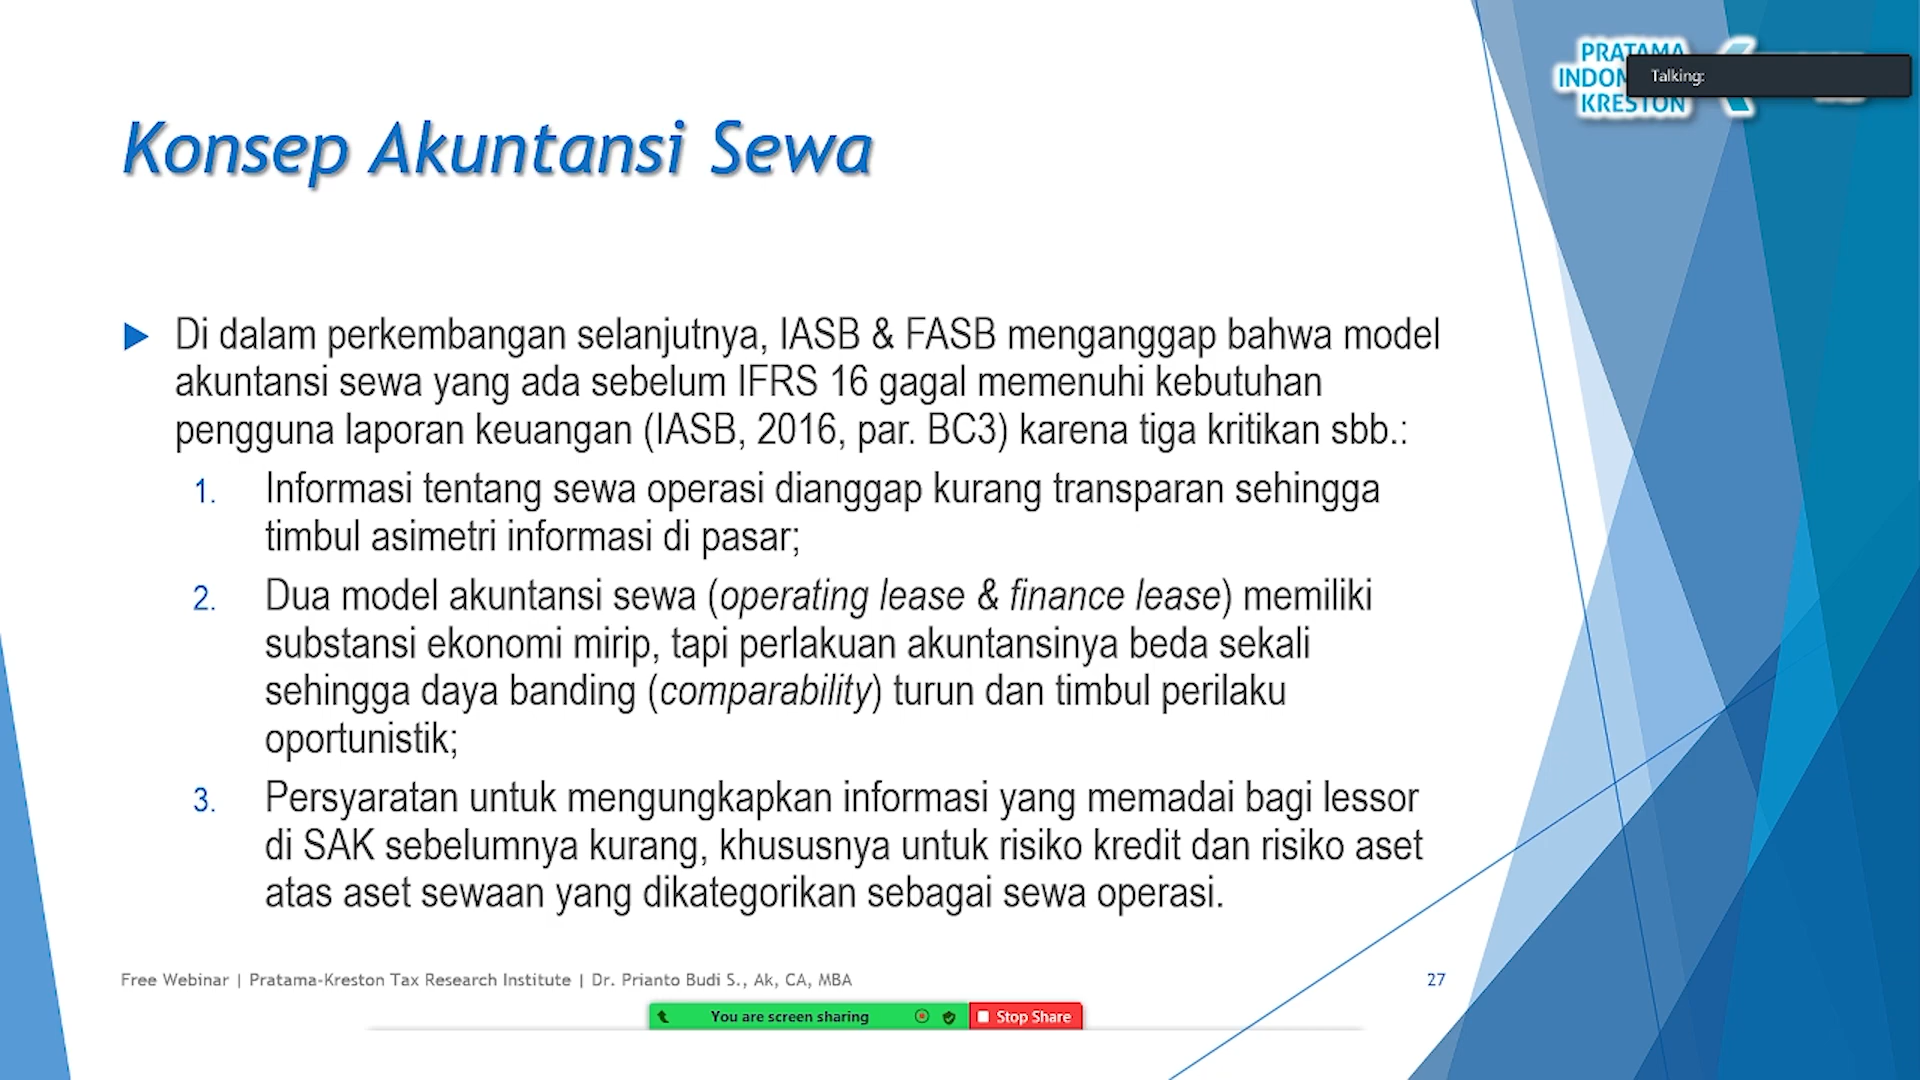 PRATAMA
KRESTON
Talking:
Konsep Akuntansi Sewa
Di dalam perkembangan selanjutnya, IASB & FASB menganggap bahwa model
akuntansi sewa yang ada sebelum IFRS 16 gagal memenuhi kebutuhan
pengguna laporan keuangan (IASB, 2016, par. BC3) karena tiga kritikan sbb.:
1. Informasi tentang sewa operasi dianggap kurang transparan sehingga
timbul asimetri informasi di pasar;
2. Dua model akuntansi sewa (operating lease & finance lease) memiliki
substansi ekonomi mirip, tapi perlakuan akuntansinya beda sekali
sehingga daya banding (comparability) turun dan timbul perilaku
oportunistik;
3. Persyaratan untuk mengungkapkan informasi yang memadai bagi lessor
di SAK sebelumnya kurang, khususnya untuk risiko kredit dan risiko aset
atas aset sewaan yang dikategorikan sebagai sewa operasi.
Free Webinar | Pratama-Kreston Tax Research Institute | Dr. Prianto Budi S., Ak, CA, MBA
27
You are screen sharing
Stop Share